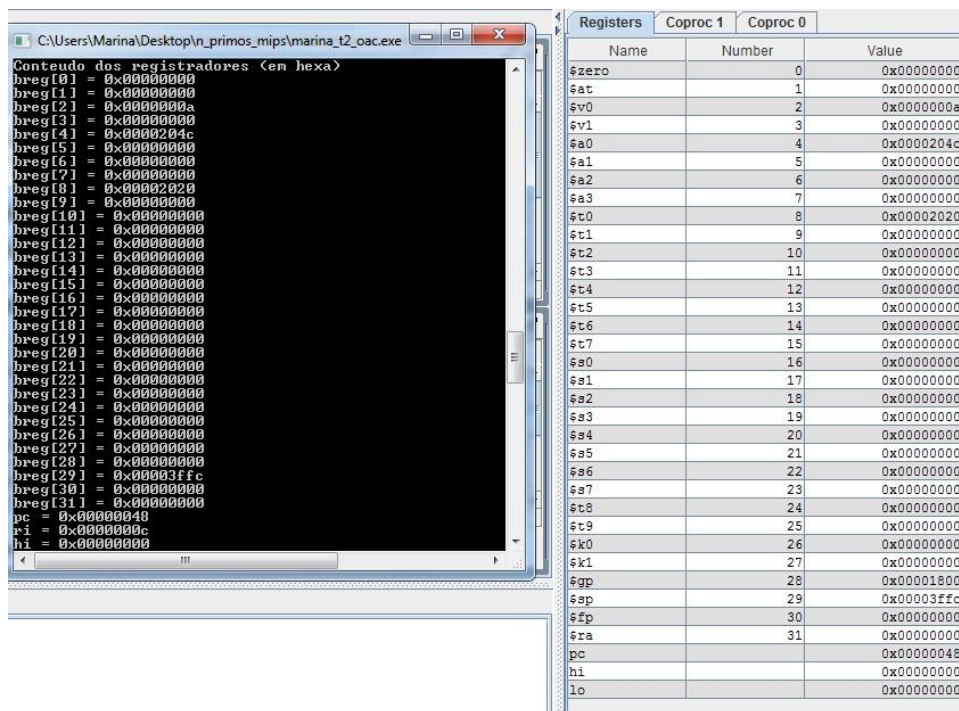 C:\Users\Marina\Desktop\n_primos_mips\marina_t2_oac.exe
Conteudo dos registradores (em hexa)
breg[0] = 0x00000000
breg[1] = 0x00000000
breg[2] = 0x0000000a
breg[3] = 0x00000000
breg[4] = 0x0000204c
breg[5] = 0x00000000
breg[6] = 0x00000000
breg[7] = 0x00000000
breg[8] = 0x00002020
breg[9] = 0x00000000
breg[10] = 0x00000000
breg[11] = 0x00000000
breg[12] = 0x00000000
breg[13] = 0x00000000
breg[14] = 0x00000000
breg[15] = 0x00000000
breg[16] = 0x00000000
breg[17] = 0x00000000
breg[18] = 0x00000000
breg[19] = 0x00000000
breg[20] = 0x00000000
breg[21] = 0x00000000
breg[22] = 0x00000000
breg[23] = 0x00000000
breg[24] = 0x00000000
breg[25] = 0x00000000
breg[26] = 0x00000000
breg[27] = 0x00000000
breg[28] = 0x00000000
breg[29] = 0x00003ffc
breg[30] = 0x00000000
breg[31] = 0x00000000
pc = 0x00000048
ri = 0x0000000c
hi = 0x00000000
Registers Coproc 1 Coproc 0
Name Number Value
$zero 0 0x00000000
$at 1 0x00000000
$v0 2 0x0000000a
$v1 3 0x00000000
$a0 4 0x0000204c
$a1 5 0x00000000
$a2 6 0x00000000
$a3 7 0x00000000
$t0 8 0x00002020
$t1 9 0x00000000
$t2 10 0x00000000
$t3 11 0x00000000
$t4 12 0x00000000
$t5 13 0x00000000
$t6 14 0x00000000
$t7 15 0x00000000
$s0 16 0x00000000
$s1 17 0x00000000
$s2 18 0x00000000
$s3 19 0x00000000
$s4 20 0x00000000
$s5 21 0x00000000
$s6 22 0x00000000
$s7 23 0x00000000
$t8 24 0x00000000
$t9 25 0x00000000
$k0 26 0x00000000
$k1 27 0x00000000
$gp 28 0x00001800
$sp 29 0x00003ffc
$fp 30 0x00000000
$ra 31 0x00000000
pc 0x00000048
hi 0x00000000
lo 0x00000000